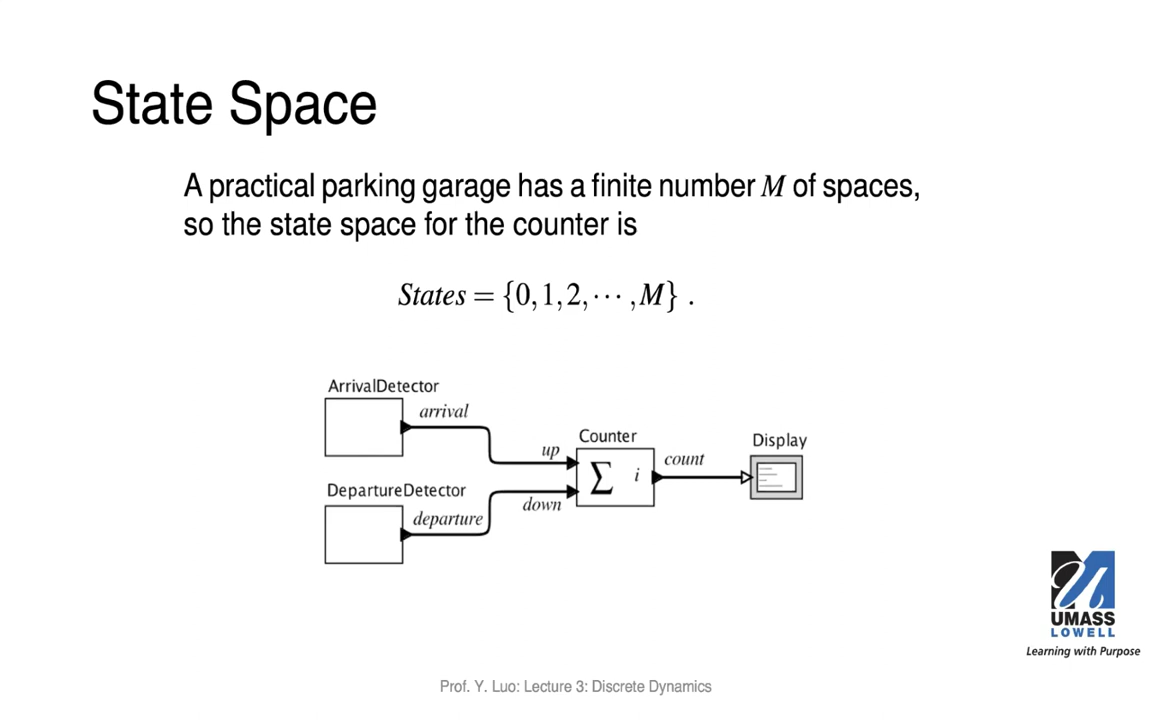 State Space
A practical parking garage has a finite number M of spaces,
so the state space for the counter is
States = {0,1,2,⋯,M} .
ArrivalDetector
arrival
up
Counter
Σ i
count
Display
DepartureDetector
departure
down
UMASS
LOWELL
Learning with Purpose
Prof. Y. Luo: Lecture 3: Discrete Dynamics